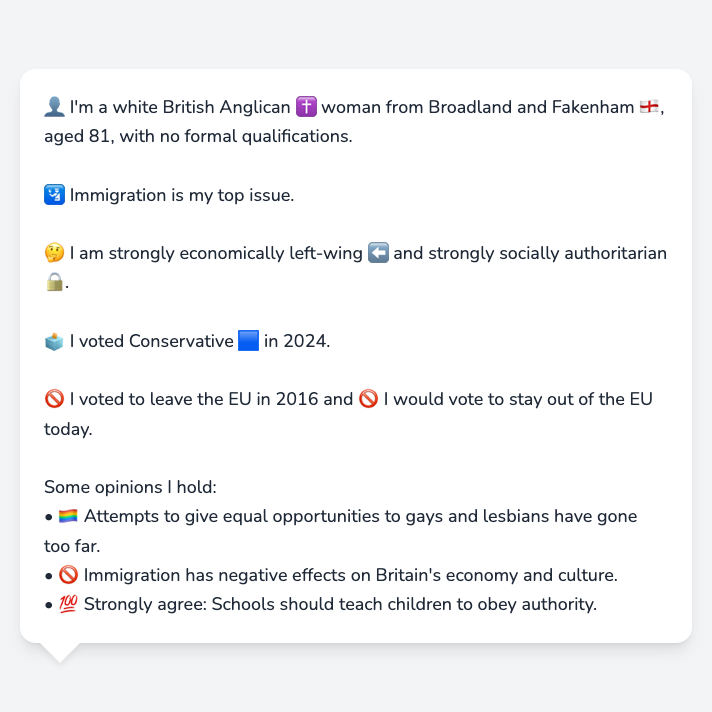 👤 I'm a white British Anglican ✝️ woman from Broadland and Fakenham 🏴󠁧󠁢󠁥󠁮󠁧󠁿,
aged 81, with no formal qualifications.
🛂 Immigration is my top issue.
🤔 I am strongly economically left-wing ⬅️ and strongly socially authoritarian
🔒.
🗳️ I voted Conservative 🟦 in 2024.
🚫 I voted to leave the EU in 2016 and 🚫 I would vote to stay out of the EU
today.
Some opinions I hold:
• 🏳️‍🌈 Attempts to give equal opportunities to gays and lesbians have gone
too far.
• 🚫 Immigration has negative effects on Britain's economy and culture.
• 💯 Strongly agree: Schools should teach children to obey authority.